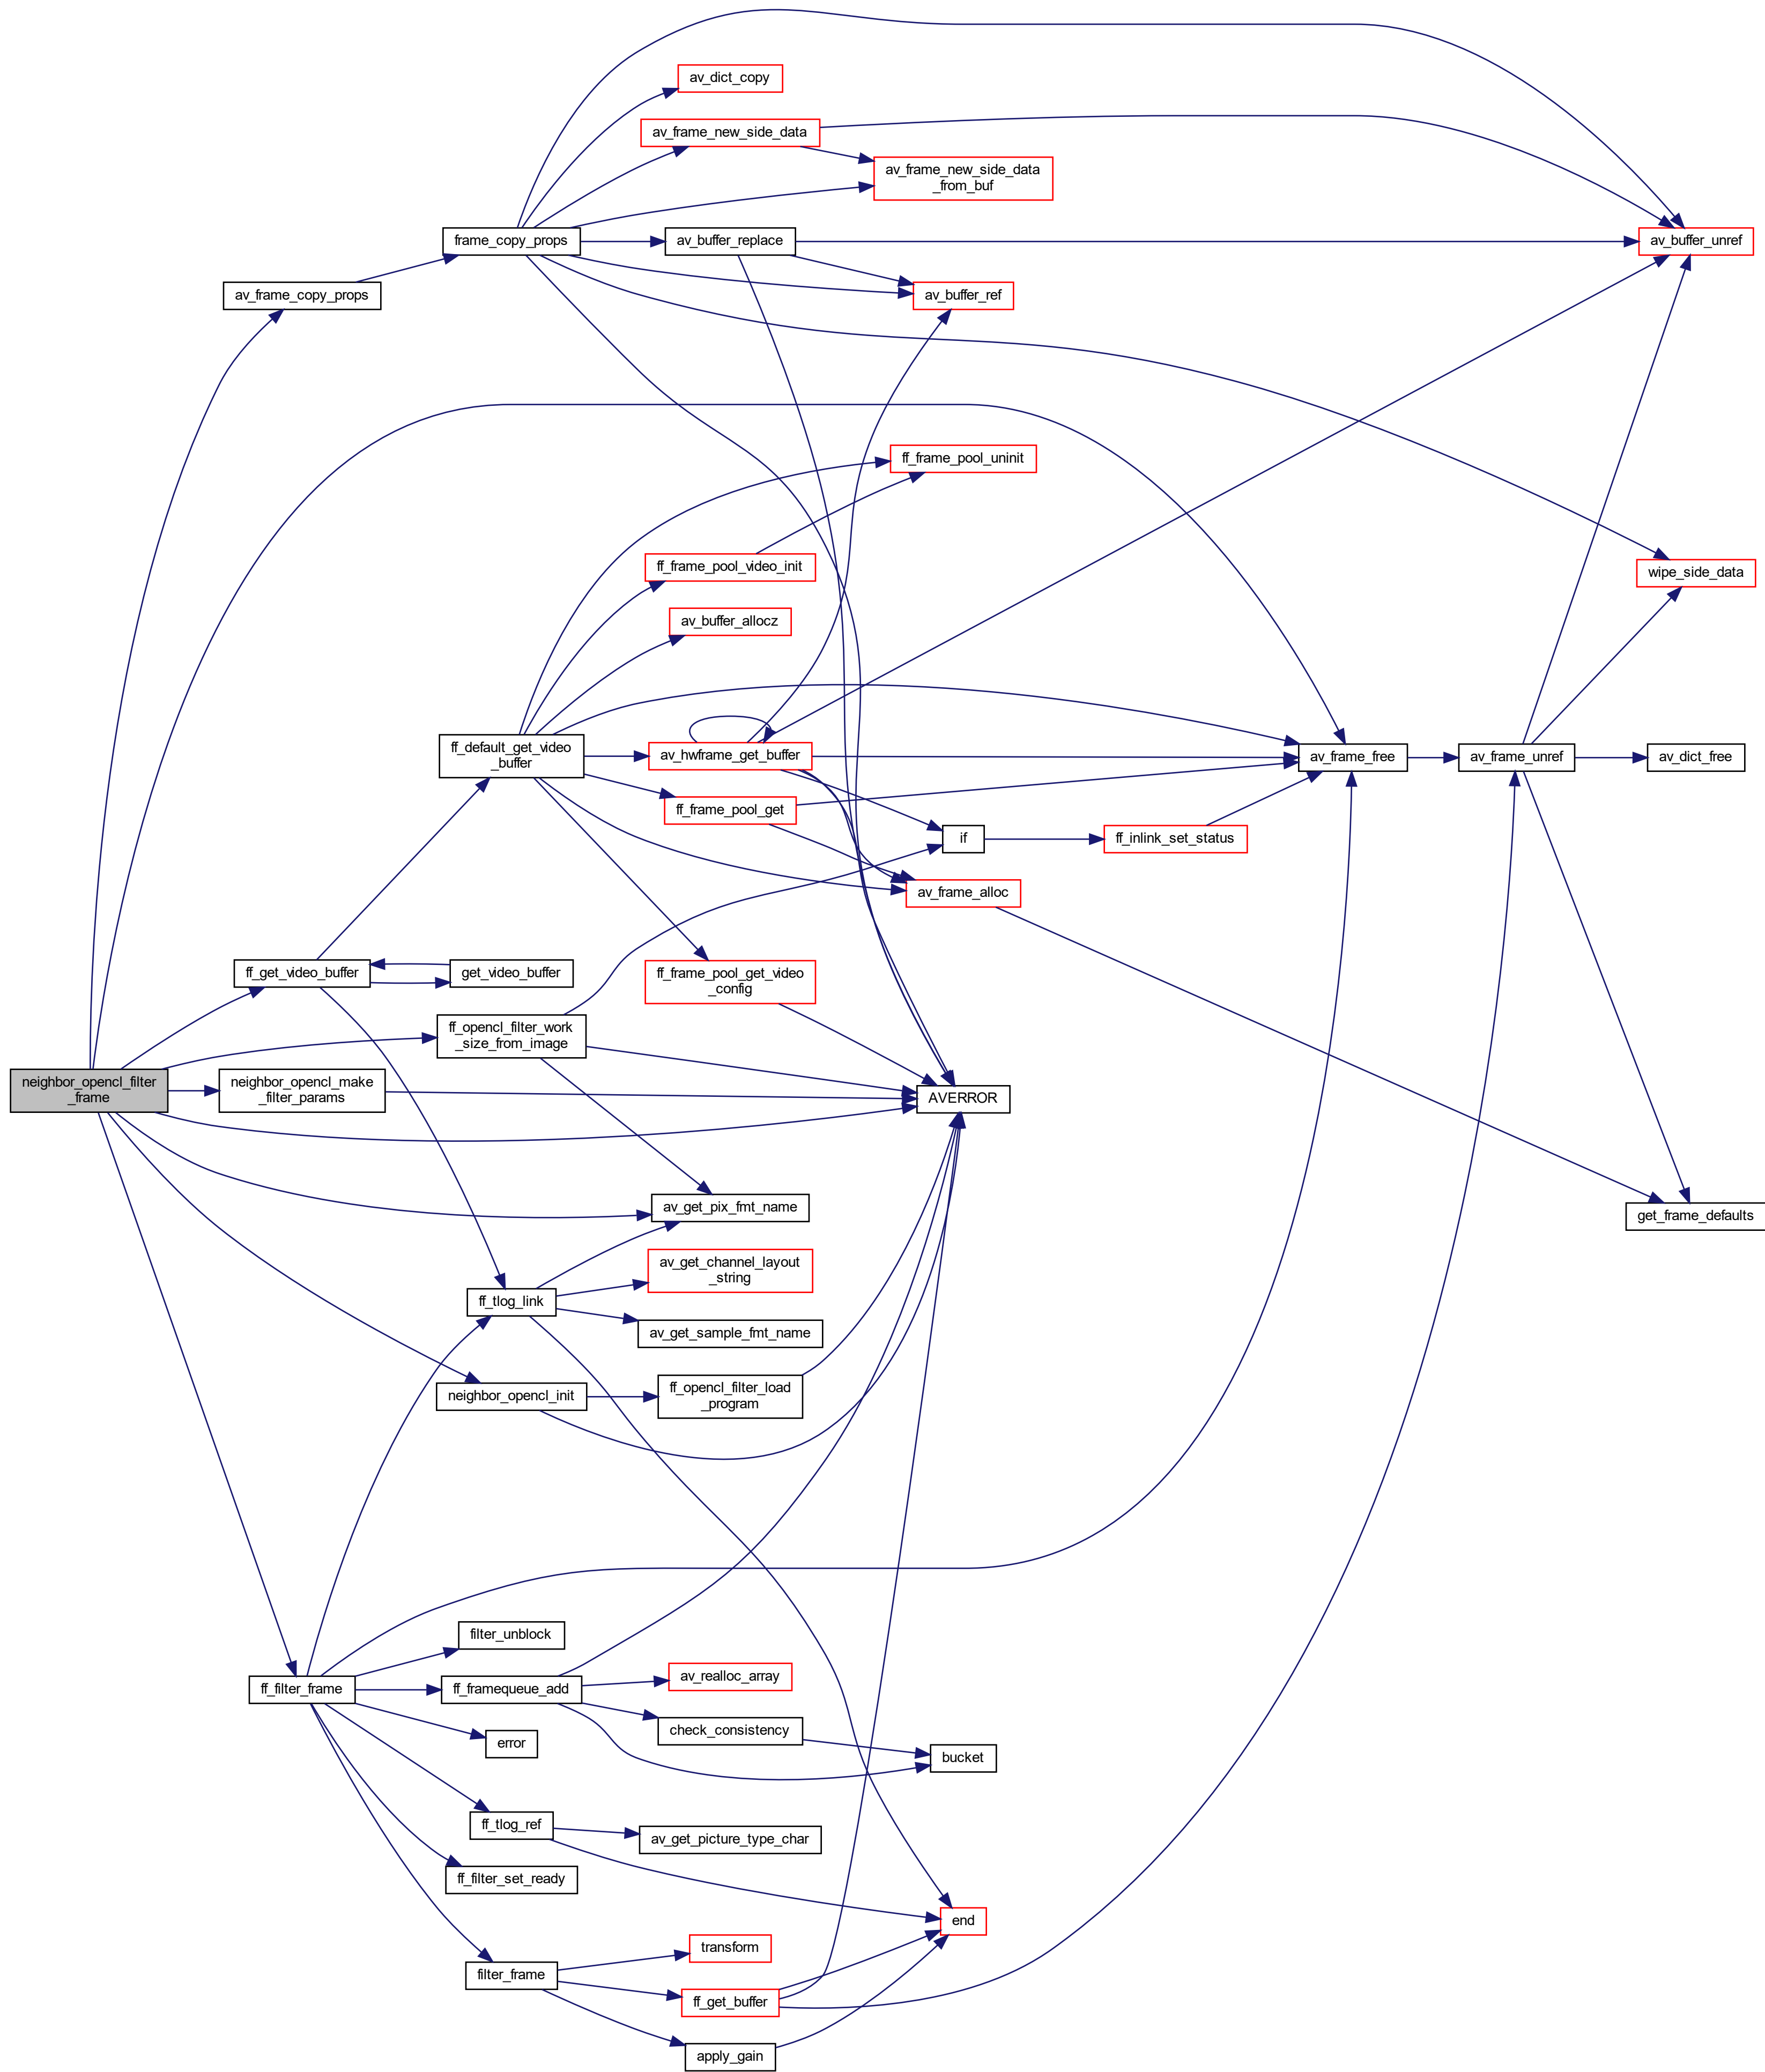 av_dict_copy
av_frame_new_side_data
av_frame_new_side_data
_from_buf
frame_copy_props
av_buffer_replace
av_buffer_unref
av_frame_copy_props
av_buffer_ref
ff_frame_pool_uninit
ff_frame_pool_video_init
wipe_side_data
av_buffer_allocz
ff_default_get_video
_buffer
av_hwframe_get_buffer
av_frame_free
av_frame_unref
av_dict_free
ff_frame_pool_get
if
ff_inlink_set_status
av_frame_alloc
ff_get_video_buffer
get_video_buffer
ff_frame_pool_get_video
_config
ff_opencl_filter_work
_size_from_image
neighbor_opencl_filter
_frame
neighbor_opencl_make
_filter_params
AVERROR
av_get_pix_fmt_name
get_frame_defaults
av_get_channel_layout
_string
ff_tlog_link
av_get_sample_fmt_name
neighbor_opencl_init
ff_opencl_filter_load
_program
filter_unblock
ff_filter_frame
ff_framequeue_add
av_realloc_array
error
check_consistency
bucket
ff_tlog_ref
av_get_picture_type_char
ff_filter_set_ready
end
transform
filter_frame
ff_get_buffer
apply_gain